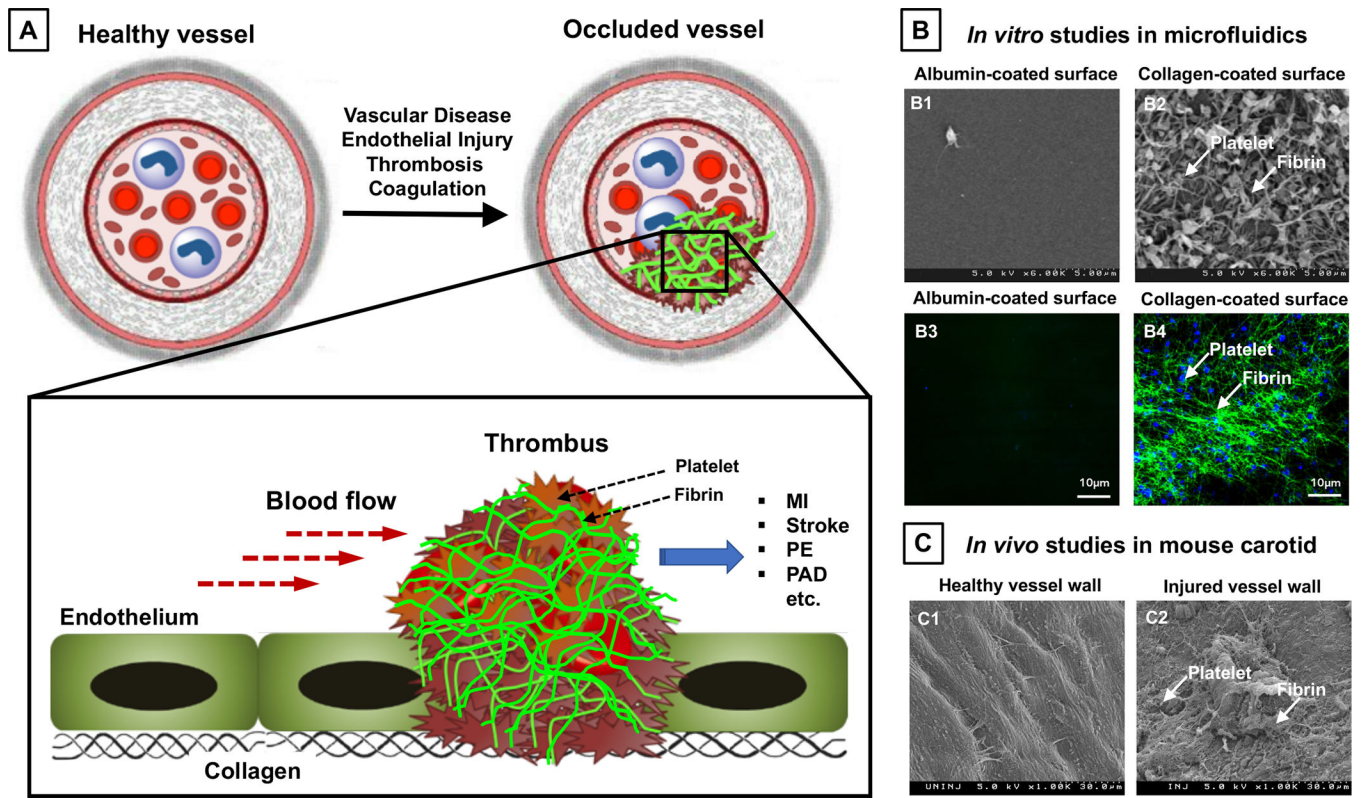 A
Healthy vessel
Occluded vessel
Vascular Disease
Endothelial Injury
Thrombosis
Coagulation
Thrombus
Platelet
Fibrin
Blood flow
▪ MI
▪ Stroke
▪ PE
▪ PAD
etc.
Endothelium
Collagen
B
In vitro studies in microfluidics
Albumin-coated surface
Collagen-coated surface
B1
5.0 kV x6.00K 5.00µm
B2
Platelet
Fibrin
5.0 kV x6.00K 5.00µm
Albumin-coated surface
Collagen-coated surface
B3
10µm
B4
Platelet
Fibrin
10µm
C
In vivo studies in mouse carotid
Healthy vessel wall
Injured vessel wall
C1
UNINJ 5.0 kV x1.00K 30.0µm
C2
Platelet
Fibrin
INJ 5.0 kV x1.00K 30.0µm